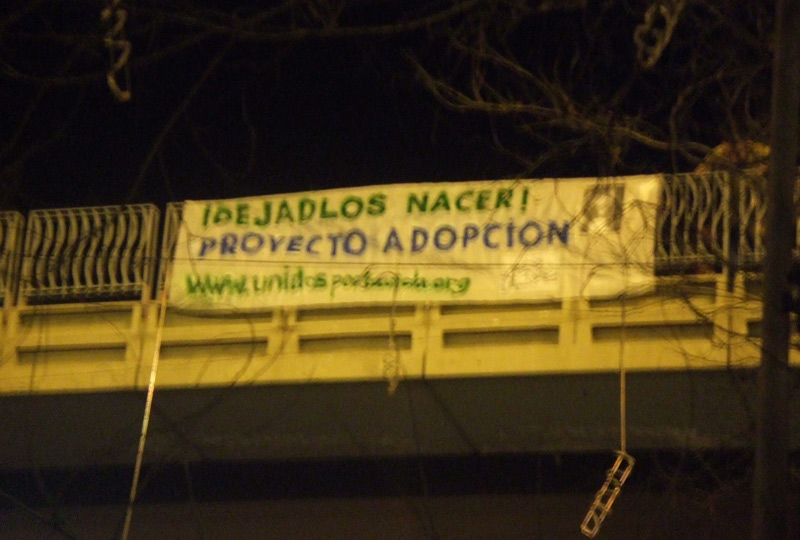 ¡DEJADLOS NACER!
PROYECTO ADOPCION
www.unidosporlavida.org